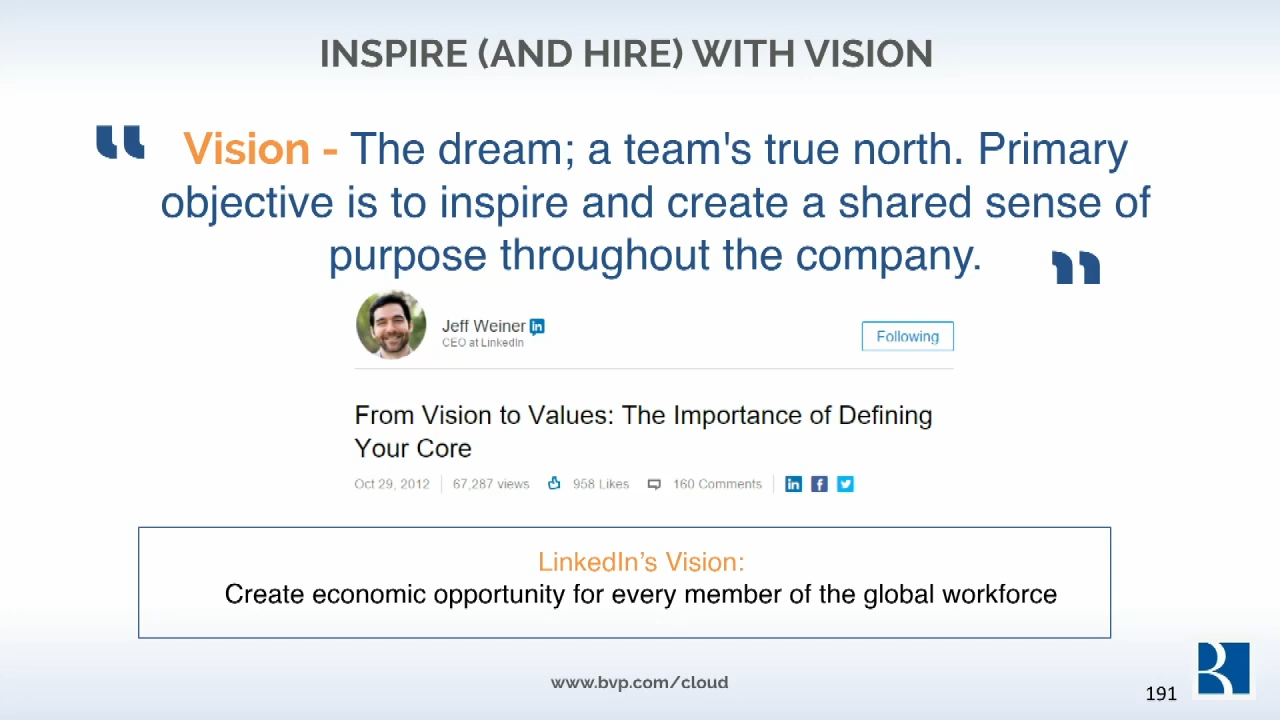 INSPIRE (AND HIRE) WITH VISION
Vision - The dream; a team's true north. Primary
objective is to inspire and create a shared sense of
purpose throughout the company.
Jeff Weiner in
CEO at LinkedIn
Following
From Vision to Values: The Importance of Defining
Your Core
Oct 29, 2012 67,287 views 958 Likes 160 Comments in f
LinkedIn’s Vision:
Create economic opportunity for every member of the global workforce
www.bvp.com/cloud
191